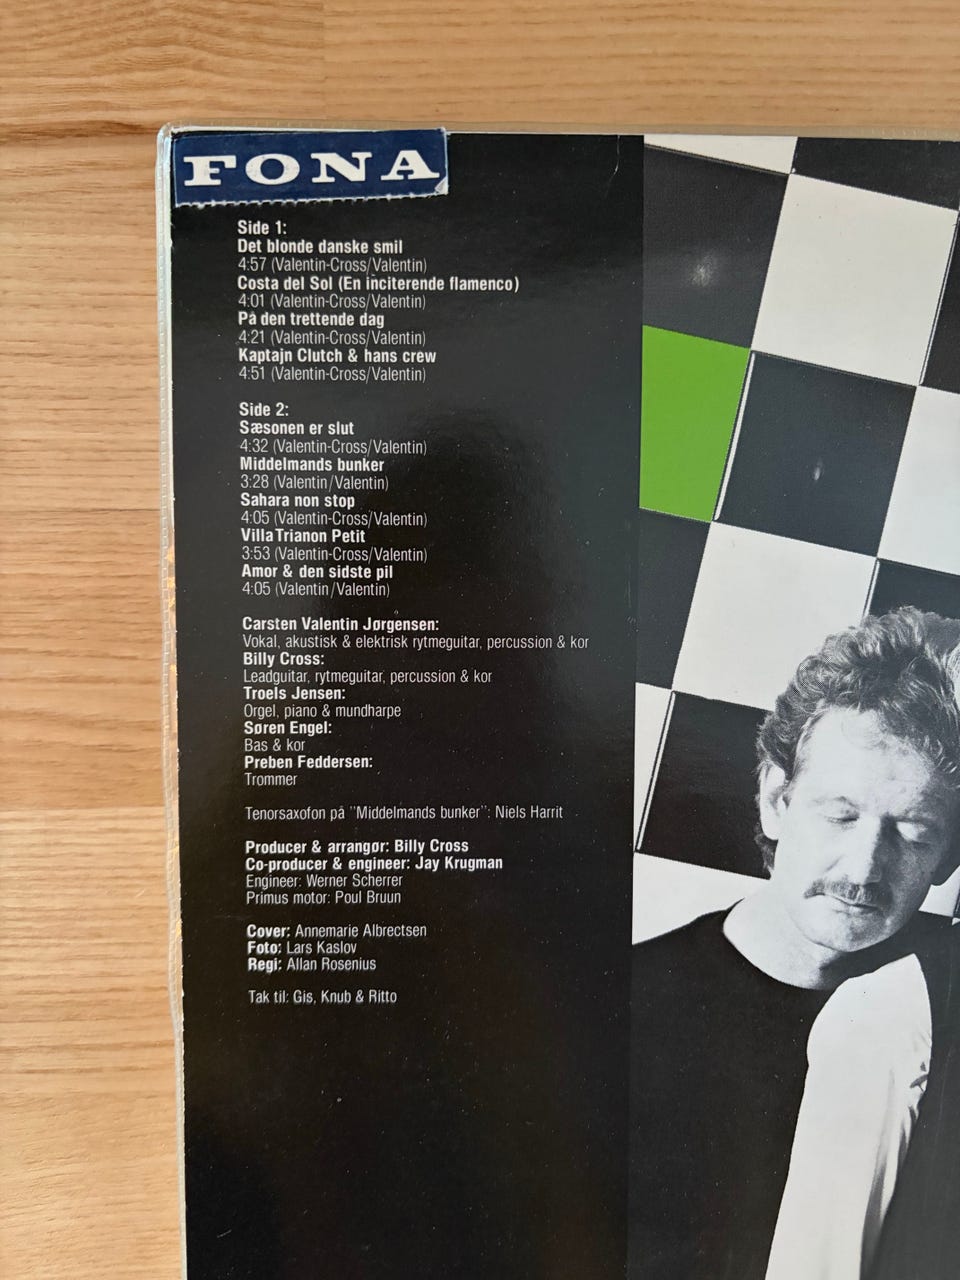 FONA
Side 1:
Det blonde danske smil
4:57 (Valentin-Cross/Valentin)
Costa del Sol (En inciterende flamenco)
4:01 (Valentin-Cross/Valentin)
På den trettende dag
4:21 (Valentin-Cross/Valentin)
Kaptajn Clutch & hans crew
4:51 (Valentin-Cross/Valentin)
Side 2:
Sæsonen er slut
4:32 (Valentin-Cross/Valentin)
Middelmands bunker
3:28 (Valentin/Valentin)
Sahara non stop
4:05 (Valentin-Cross/Valentin)
Villa Trianon Petit
3:53 (Valentin-Cross/Valentin)
Amor & den sidste pil
4:05 (Valentin/Valentin)
Carsten Valentin Jørgensen:
Vokal, akustisk & elektrisk rytmeguitar, percussion & kor
Billy Cross:
Leadguitar, rytmeguitar, percussion & kor
Troels Jensen:
Orgel, piano & mundharpe
Søren Engel:
Bas & kor
Preben Feddersen:
Trommer
Tenorsaxofon på "Middelmands bunker": Niels Harrit
Producer & arrangør: Billy Cross
Co-producer & engineer: Jay Krugman
Engineer: Werner Scherrer
Primus motor: Poul Bruun
Cover: Annemarie Albrectsen
Foto: Lars Kaslov
Regi: Allan Rosenius
Tak til: Gis, Knub & Ritto